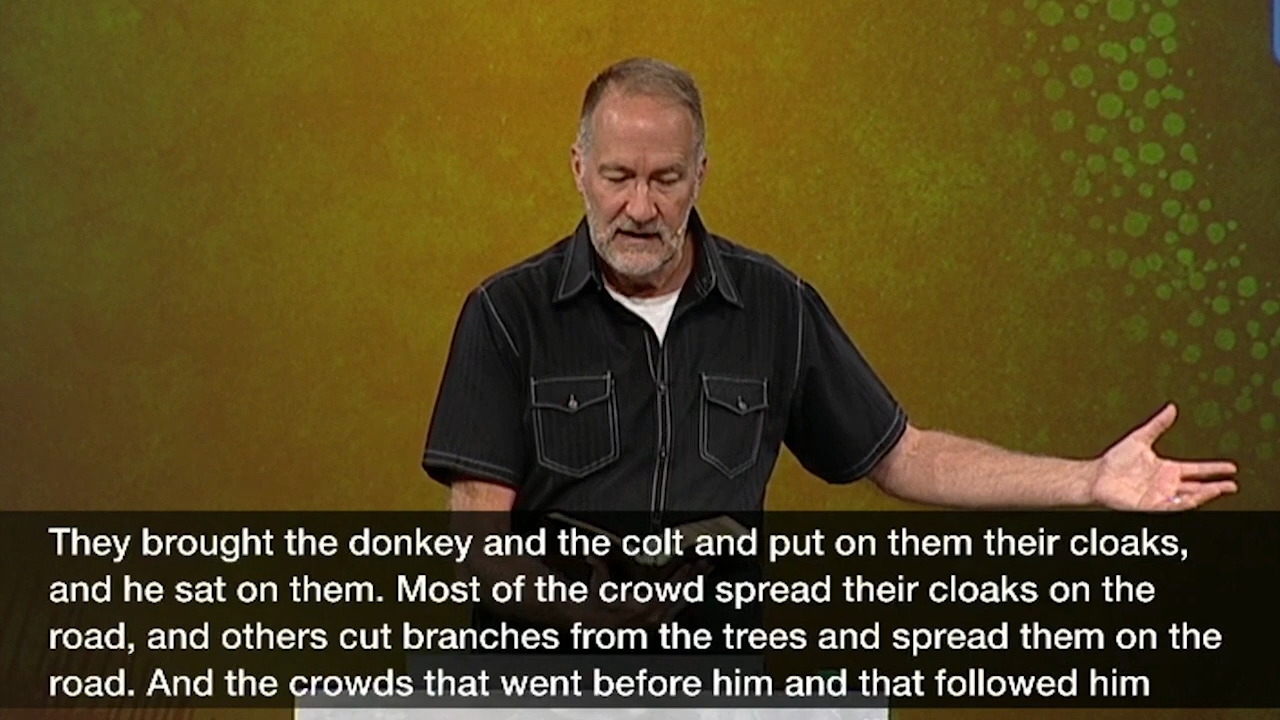 They brought the donkey and the colt and put on them their cloaks,
and he sat on them. Most of the crowd spread their cloaks on the
road, and others cut branches from the trees and spread them on the
road. And the crowds that went before him and that followed him